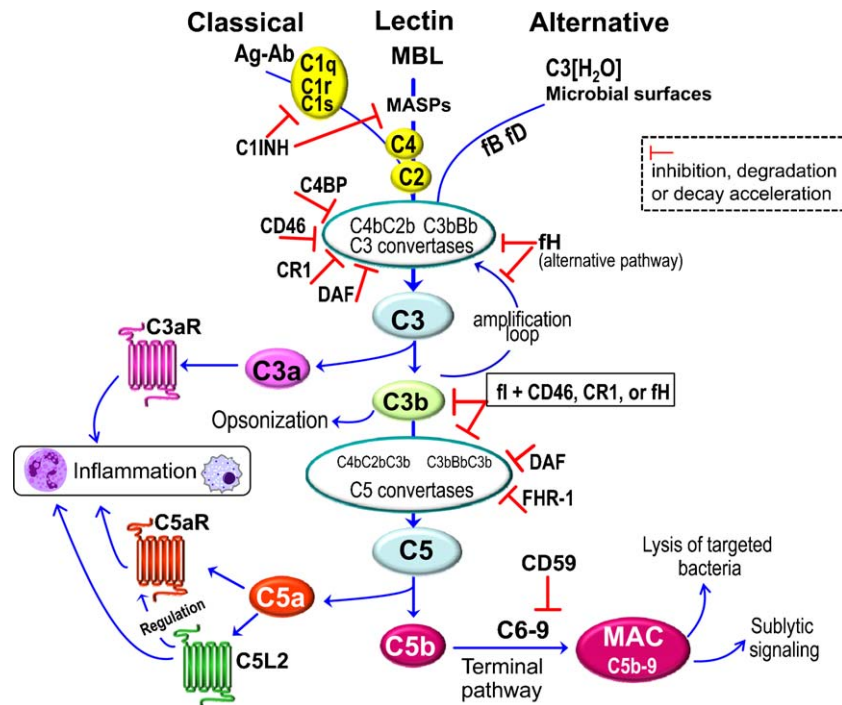 Classical Lectin Alternative
Ag-Ab
C1q
C1r
C1s
MBL
MASPs
C3[H₂O]
Microbial surfaces
C1INH
C4
C2
fB fD
inhibition, degradation
or decay acceleration
C4BP
CD46
CR1
DAF
C4bC2b C3bBb
C3 convertases
fH
(alternative pathway)
C3
amplification
loop
C3aR
C3a
C3b
fI + CD46, CR1, or fH
Opsonization
C4bC2bC3b C3bBbC3b
C5 convertases
DAF
FHR-1
Inflammation
C5aR
C5
CD59
Lysis of targeted
bacteria
C5a
Regulation
C5L2
C5b
C6-9
Terminal
pathway
MAC
C5b-9
Sublytic
signaling